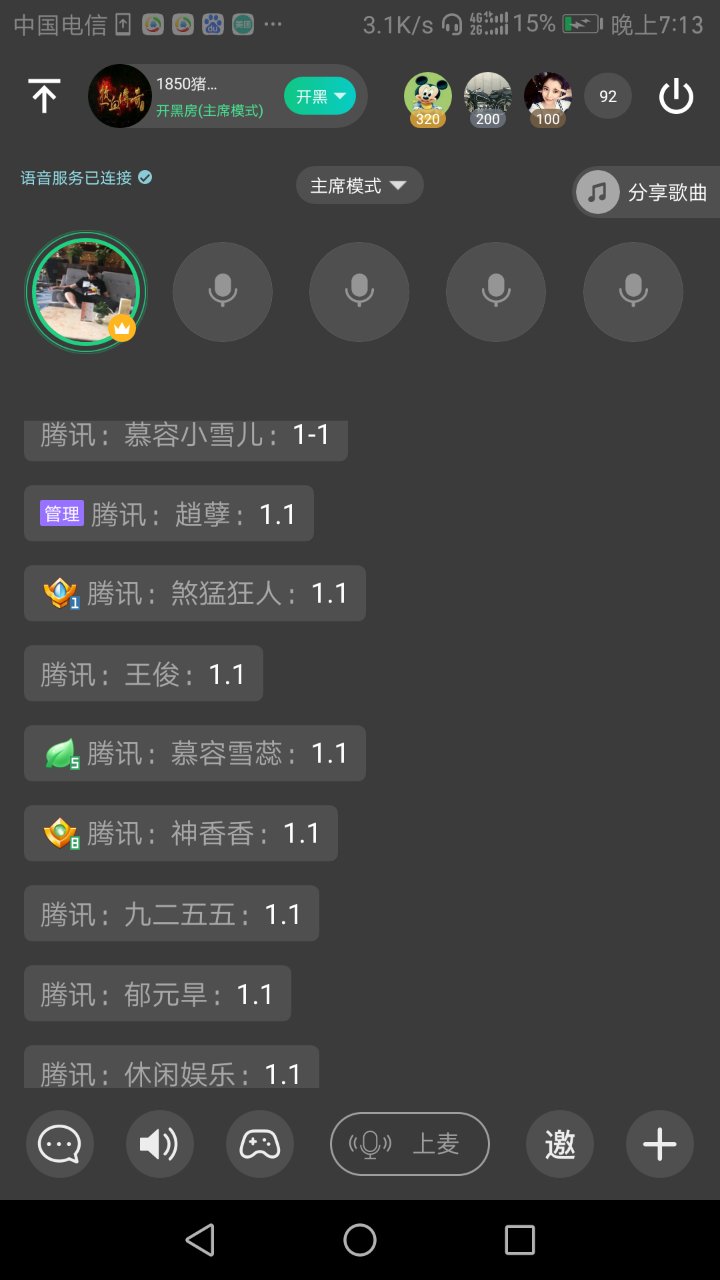 中国电信 ... 3.1K/s 4G 2G 15% 晚上7:13
1850猪...
开黑房(主席模式)
开黑
320 200 100 92
语音服务已连接
主席模式
分享歌曲
腾讯：慕容小雪儿：1-1
管理 腾讯：趙孽：1.1
1 腾讯：煞猛狂人：1.1
腾讯：王俊：1.1
5 腾讯：慕容雪蕊：1.1
8 腾讯：神香香：1.1
腾讯：九二五五：1.1
腾讯：郁元旱：1.1
腾讯：休闲娱乐：1.1
上麦 邀